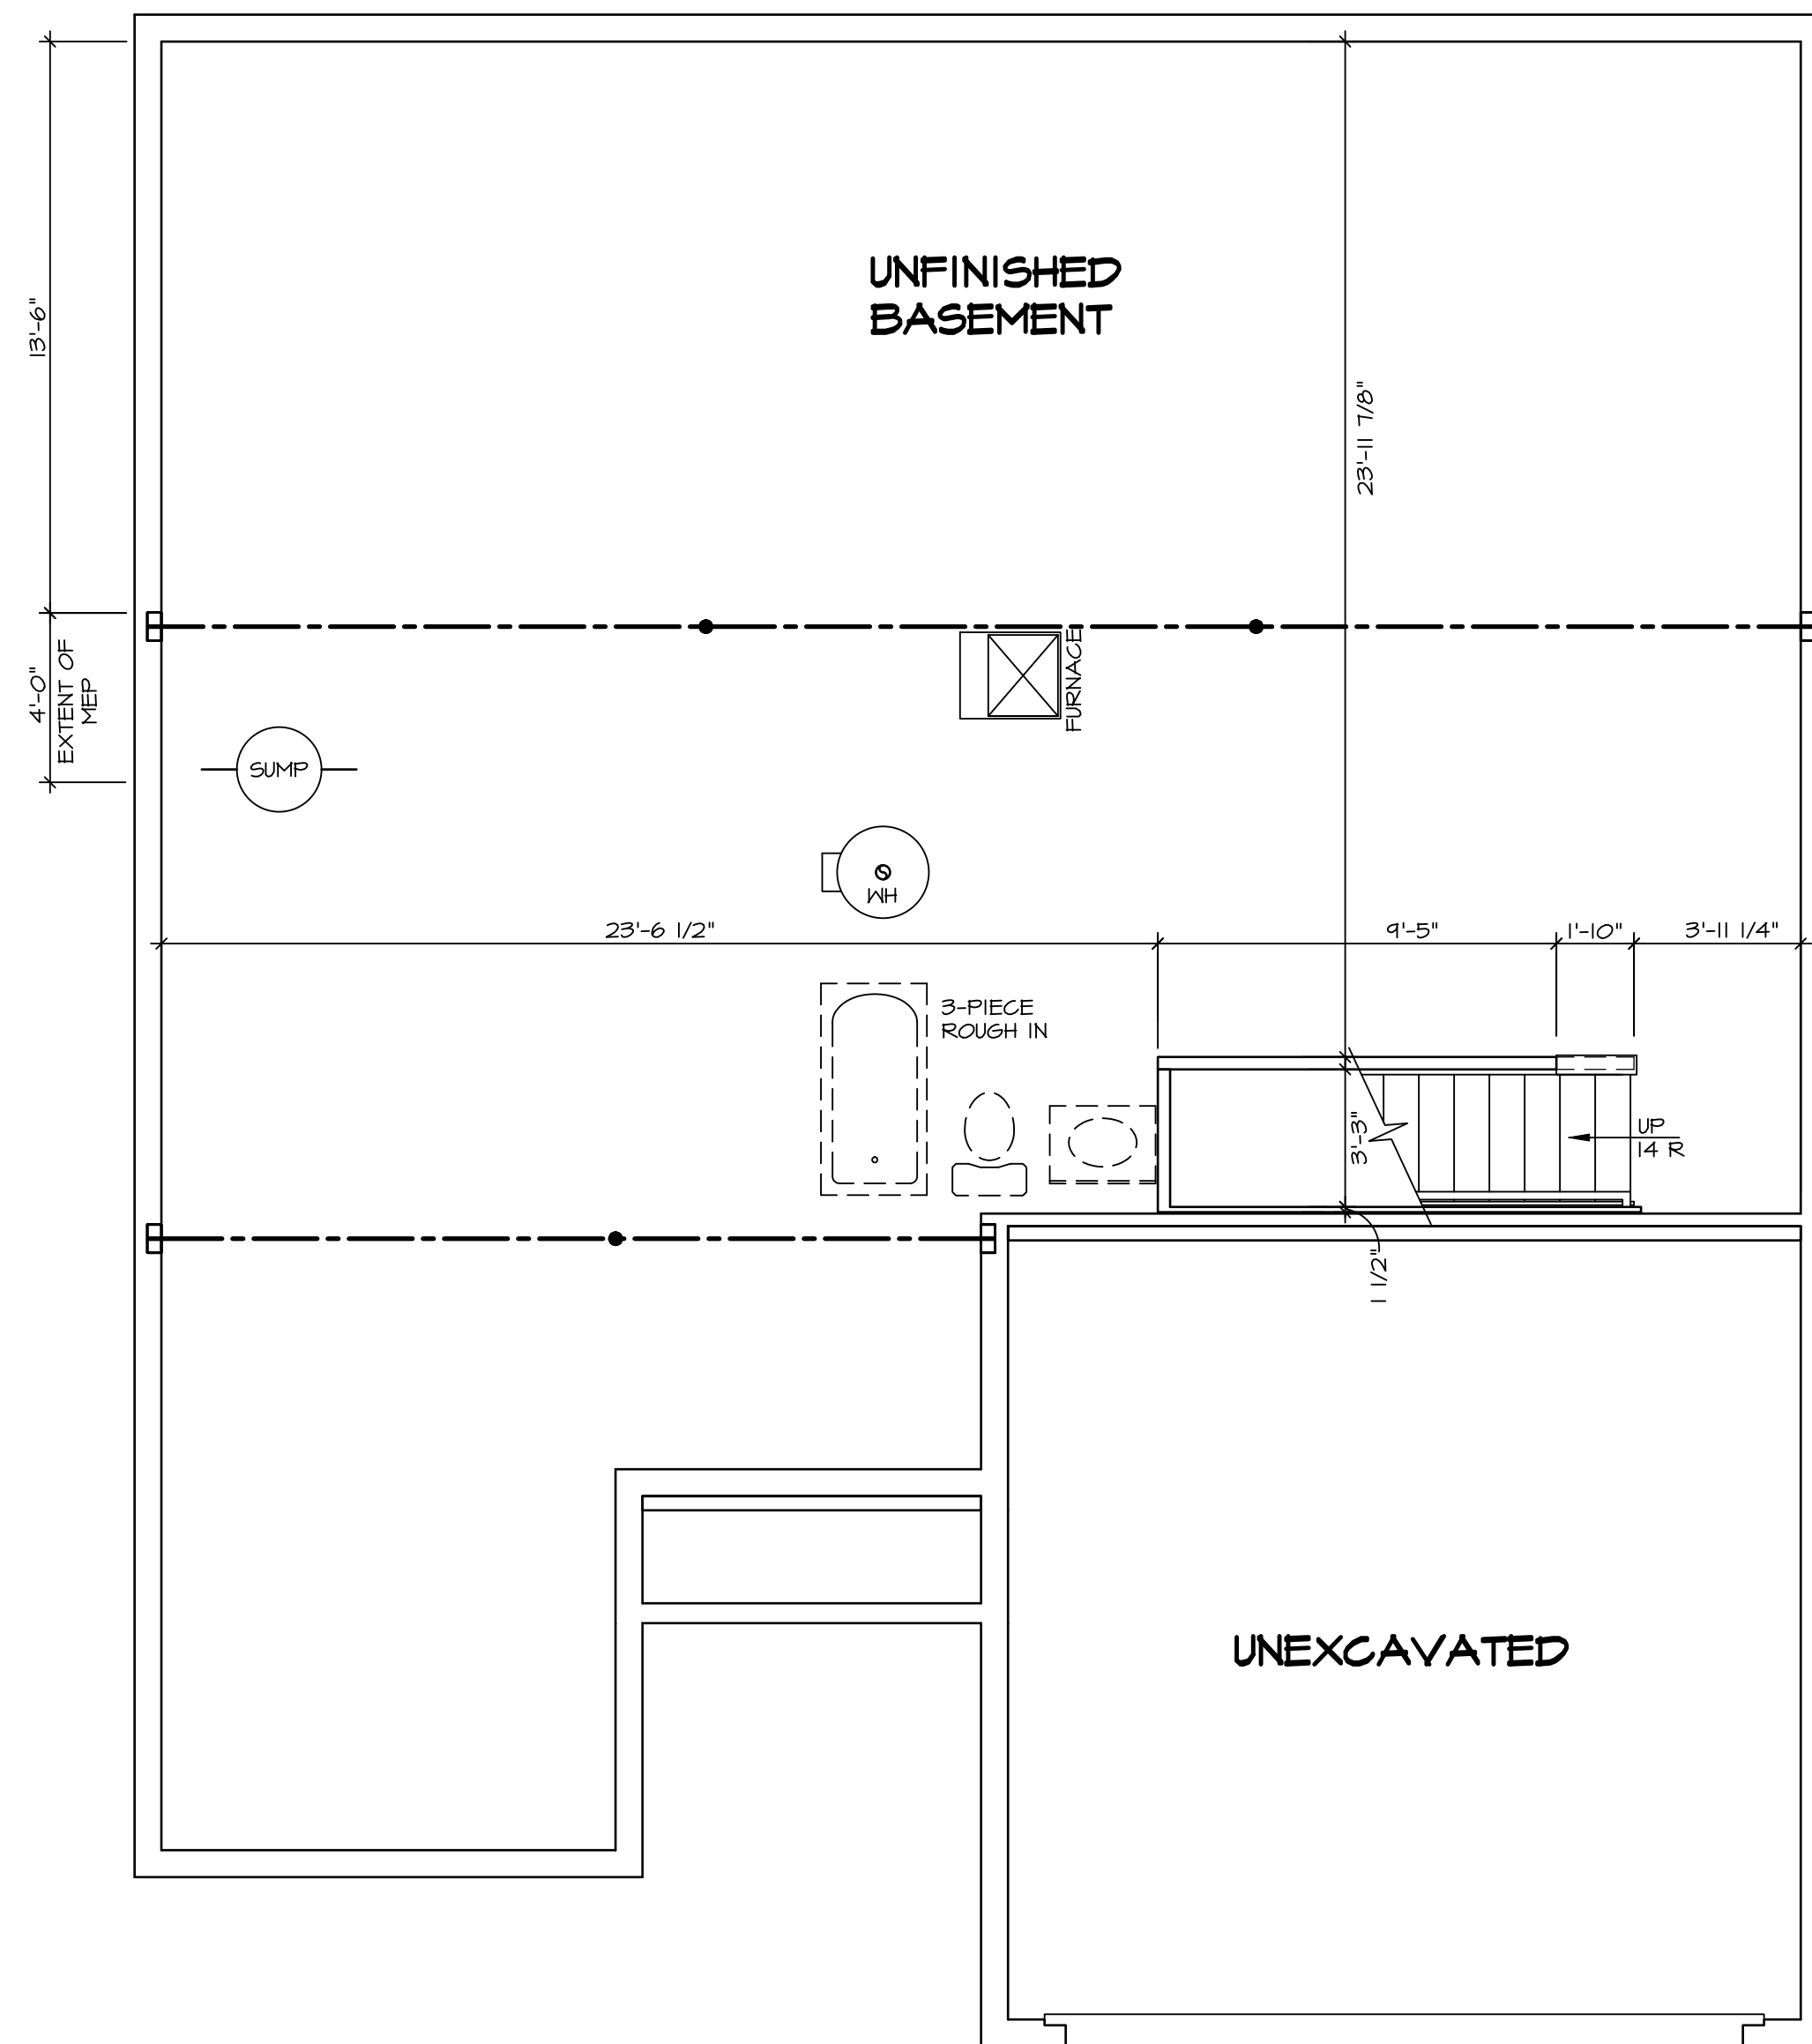 UNFINISHED
BASEMENT
13'-6"
23'-11 7/8"
4'-0"
EXTENT OF
MEP
FURNACE
SUMP
WH
23'-6 1/2"
9'-5"
1'-10"
3'-11 1/4"
3-PIECE
ROUGH IN
3'-3"
UP
14 R
1 1/2"
UNEXCAVATED